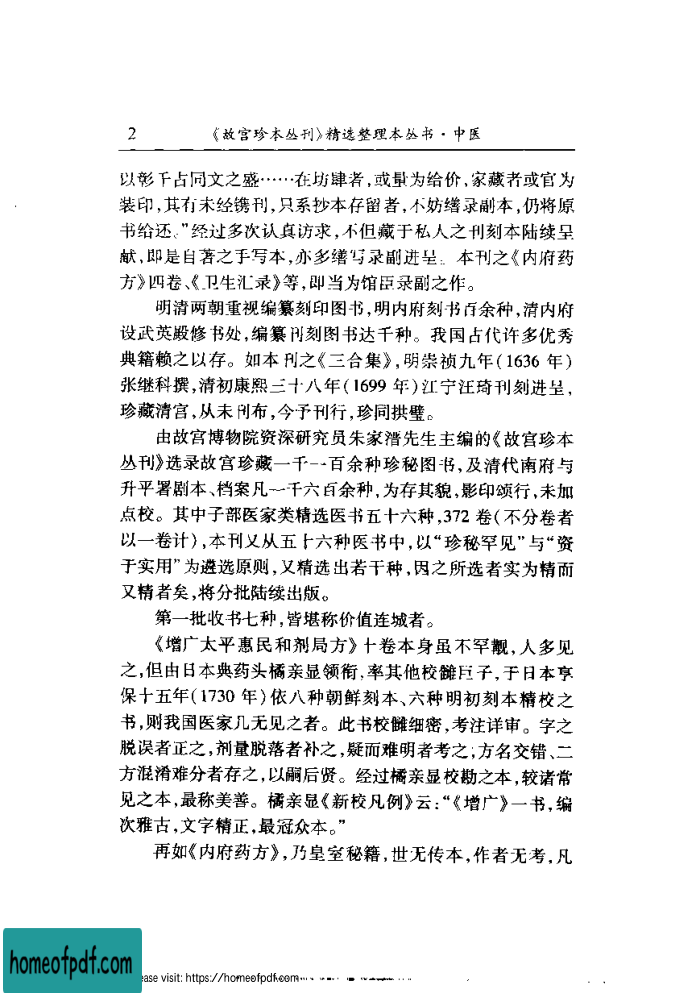 2 《故宫珍本丛刊》精选整理本丛书·中医
以彰千古同文之盛……在坊肆者，或量为给价，家藏者或官为
装印，其有未经镌刊，只系抄本存留者，不妨缮录副本，仍将原
书给还。”经过多次认真访求，不但藏于私人之刊刻本陆续呈
献，即是自著之手写本，亦多缮写录副进呈。本刊之《内府药
方》四卷、《卫生汇录》等，即当为馆臣录副之作。
明清两朝重视编纂刻印图书，明内府刻书百余种，清内府
设武英殿修书处，编纂刊刻图书达千种。我国古代许多优秀
典籍赖之以存。如本刊之《三合集》，明崇祯九年（1636 年）
张继科撰，清初康熙三十八年（1699 年）江宁汪琦刊刻进呈，
珍藏清宫，从未刊布，今予刊行，珍同拱璧。
由故宫博物院资深研究员朱家溍先生主编的《故宫珍本
丛刊》选录故宫珍藏一千一百余种珍秘图书，及清代南府与
升平署剧本、档案凡一千六百余种，为存其貌，影印颂行，未加
点校。其中子部医家类精选医书五十六种，372 卷（不分卷者
以一卷计），本刊又从五十六种医书中，以“珍秘罕见”与“资
于实用”为遴选原则，又精选出若干种，因之所选者实为精而
又精者矣，将分批陆续出版。
第一批收书七种，皆堪称价值连城者。
《增广太平惠民和剂局方》十卷本身虽不罕觏，人多见
之，但由日本典药头橘亲显领衔，率其他校雠巨子，于日本享
保十五年（1730 年）依八种朝鲜刻本、六种明初刻本精校之
书，则我国医家几无见之者。此书校雠细密，考注详审。字之
脱误者正之，剂量脱落者补之，疑而难明者考之；方名交错、二
方混淆难分者存之，以嗣后贤。经过橘亲显校勘之本，较诸常
见之本，最称美善。橘亲显《新校凡例》云：“《增广》一书，编
次雅古，文字精正，最冠众本。”
再如《内府药方》，乃皇室秘籍，世无传本，作者无考，凡
homeofpdf.com
ease visit: https://homeofpdf.com